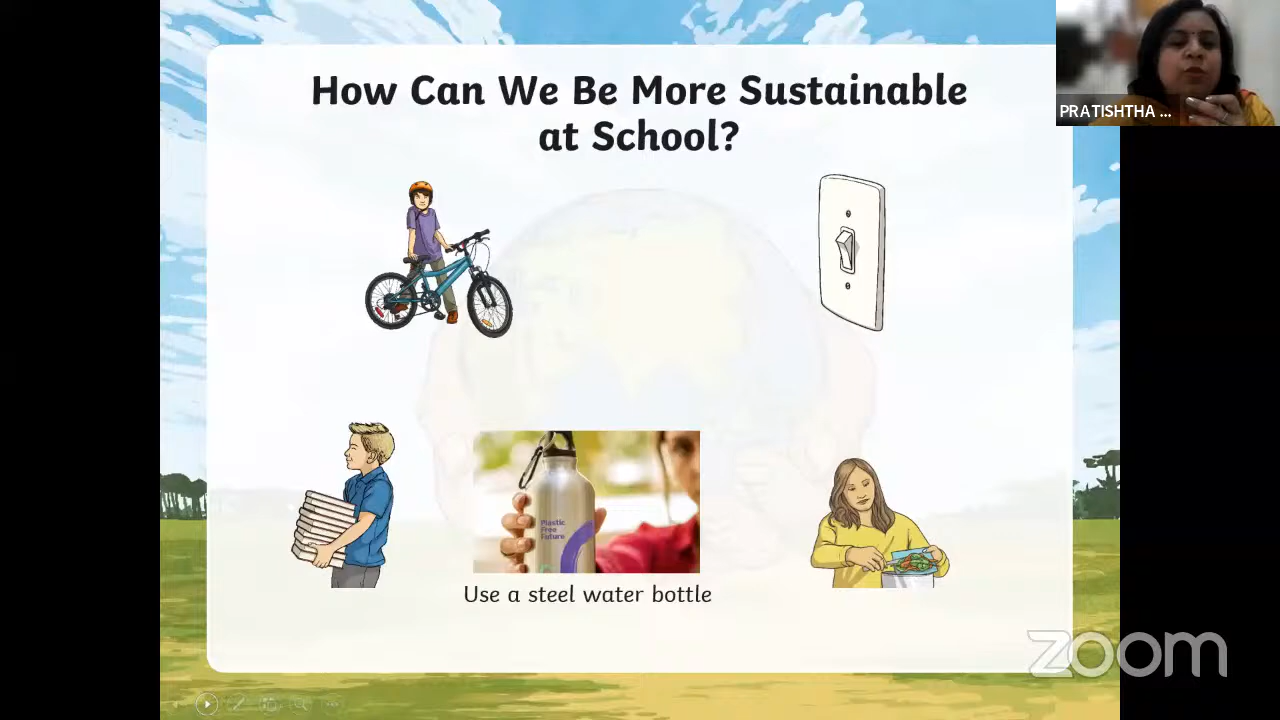 How Can We Be More Sustainable
at School?
PRATISHTHA ...
Plastic
Free
Future
Use a steel water bottle
zoom